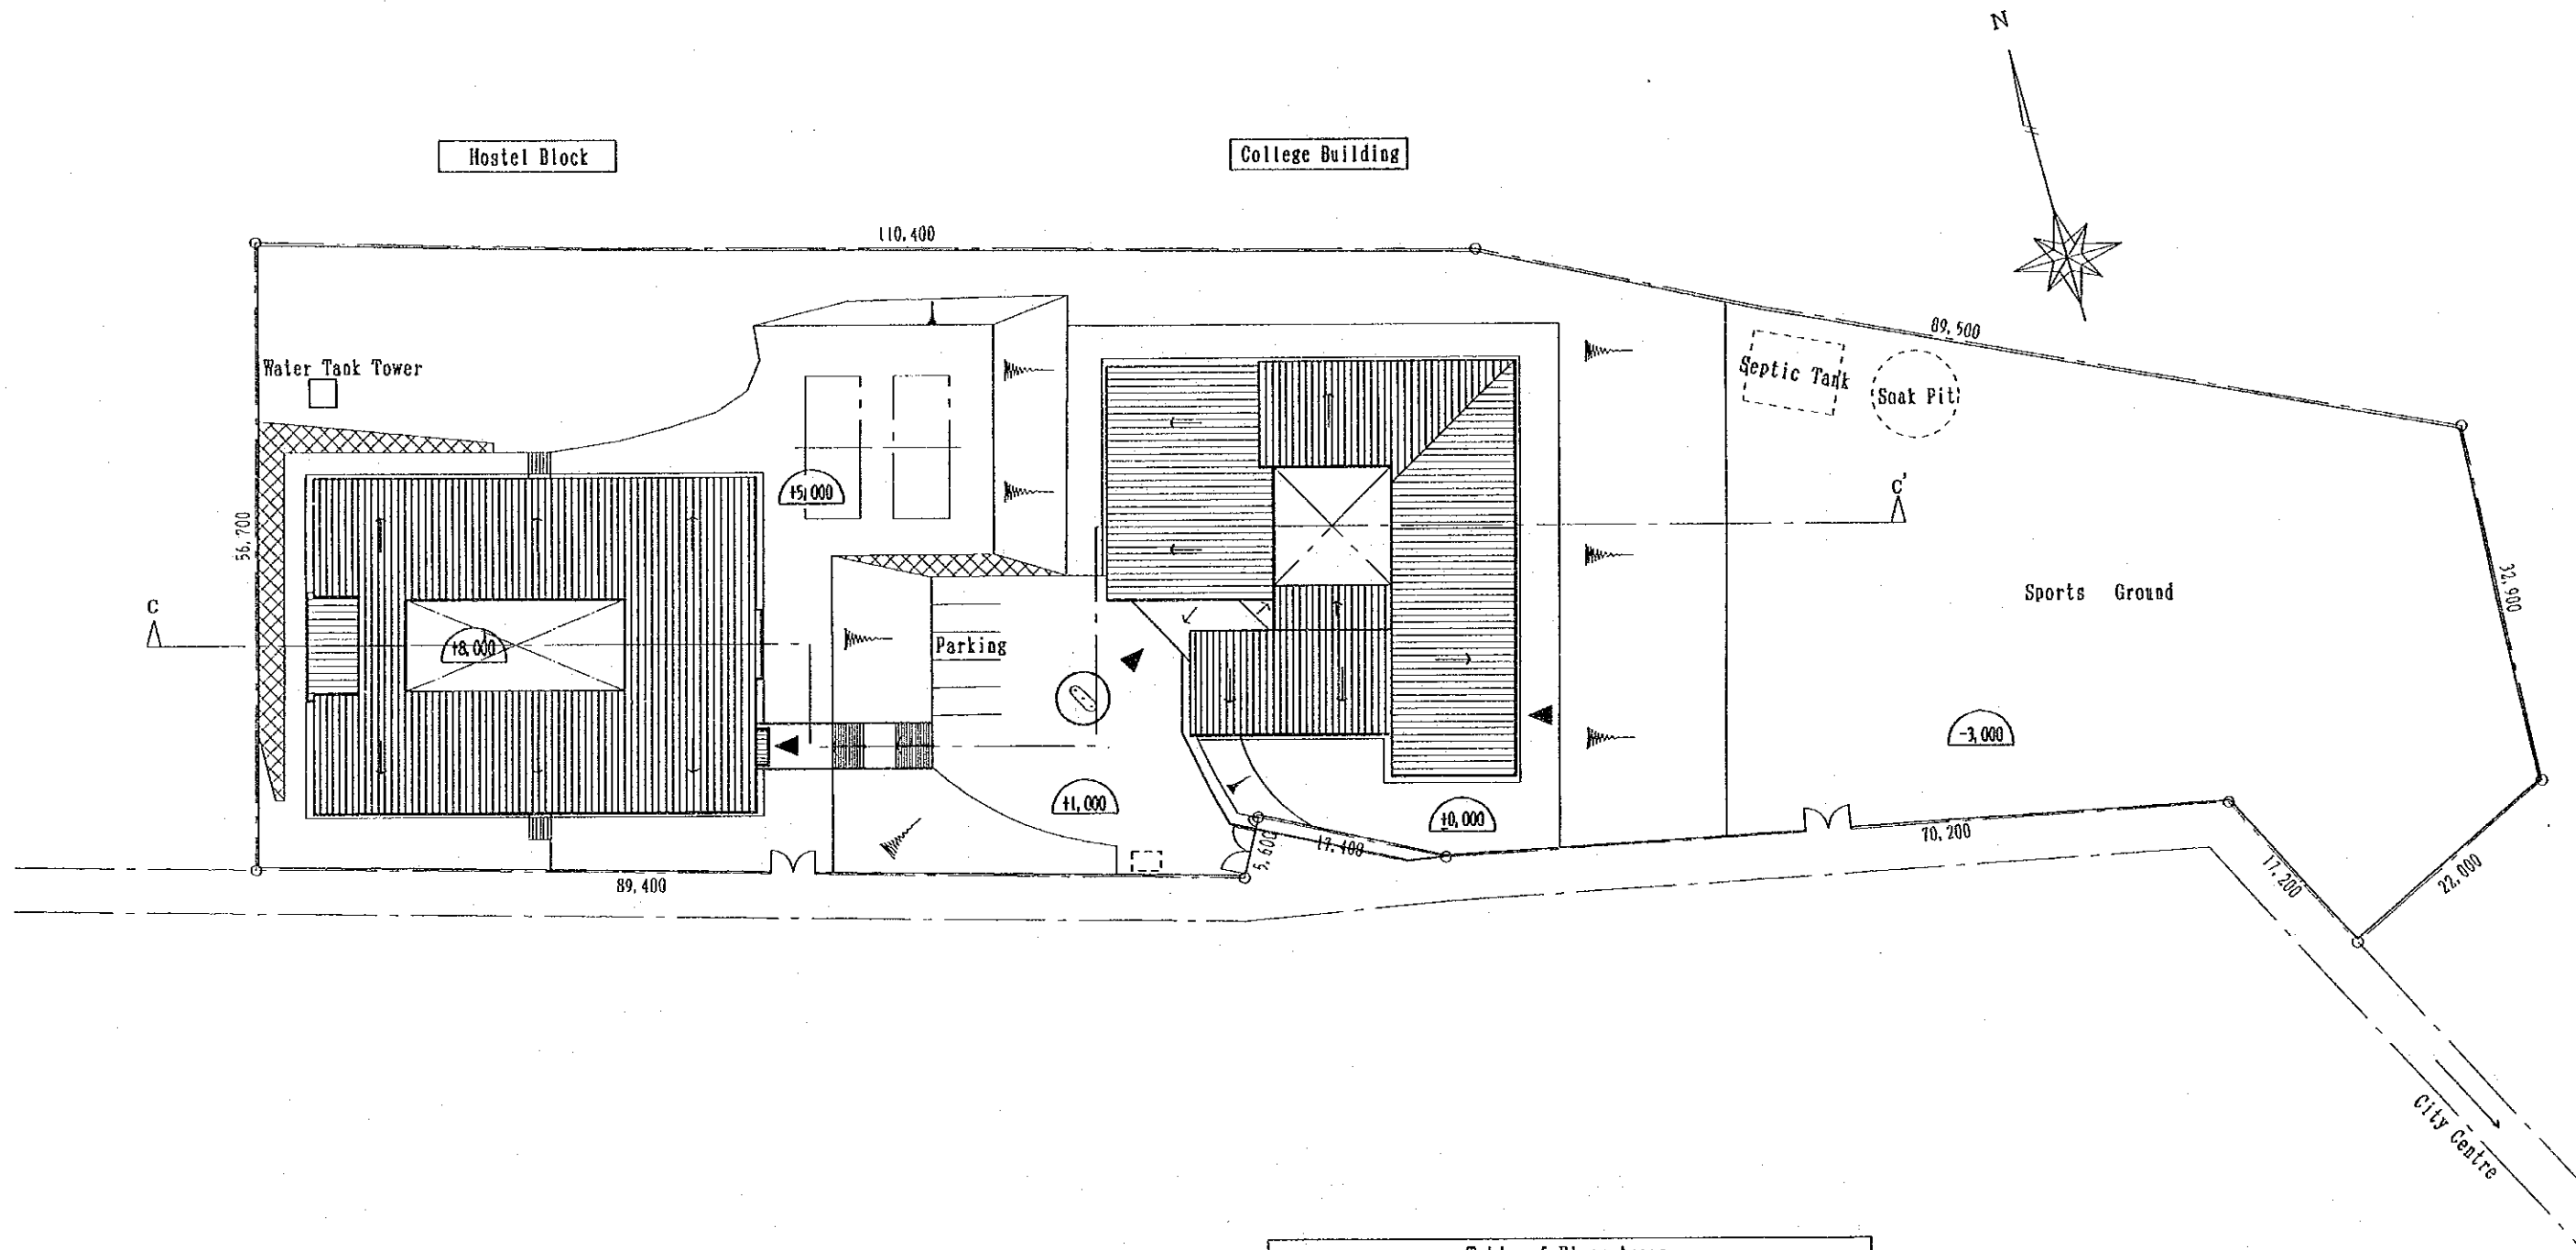 N
Hostel Block
College Building
110,400
89,500
Water Tank Tower
Septic Tank
Soak Pit
+5,000
C'
56,700
32,900
Sports Ground
C
+8,000
Parking
-3,000
+1,000
±0,000
5,600
17,400
70,200
89,400
17,200
22,000
City Centre